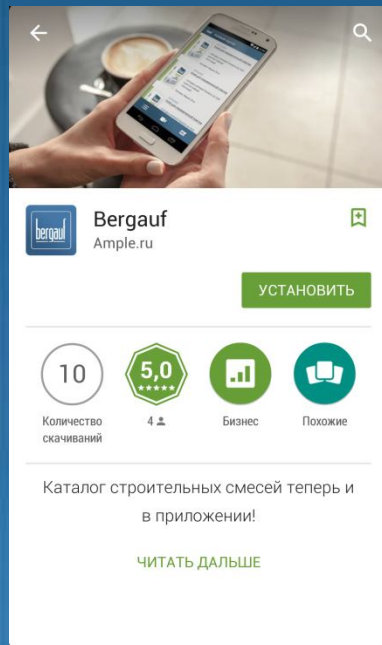 bergauf
Bergauf
Ample.ru
УСТАНОВИТЬ
10
5,0
Количество
скачиваний
4
Бизнес
Похожие
Каталог строительных смесей теперь и
в приложении!
ЧИТАТЬ ДАЛЬШЕ